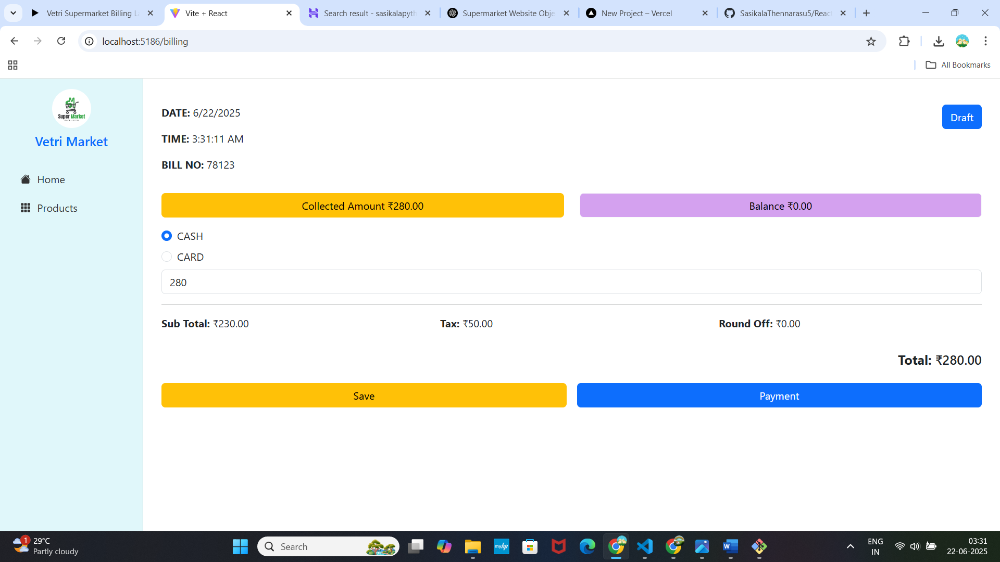 Vetri Supermarket Billing L
Vite + React
Search result - sasikalapyth
Supermarket Website Obje
New Project – Vercel
SasikalaThennarasu5/Reac
localhost:5186/billing
All Bookmarks
Super Market
Vetri Market
Home
Products
DATE: 6/22/2025
Draft
TIME: 3:31:11 AM
BILL NO: 78123
Collected Amount ₹280.00
Balance ₹0.00
CASH
CARD
280
Sub Total: ₹230.00
Tax: ₹50.00
Round Off: ₹0.00
Total: ₹280.00
Save
Payment
1
29°C
Partly cloudy
Search
myhp
W
ENG
IN
03:31
22-06-2025